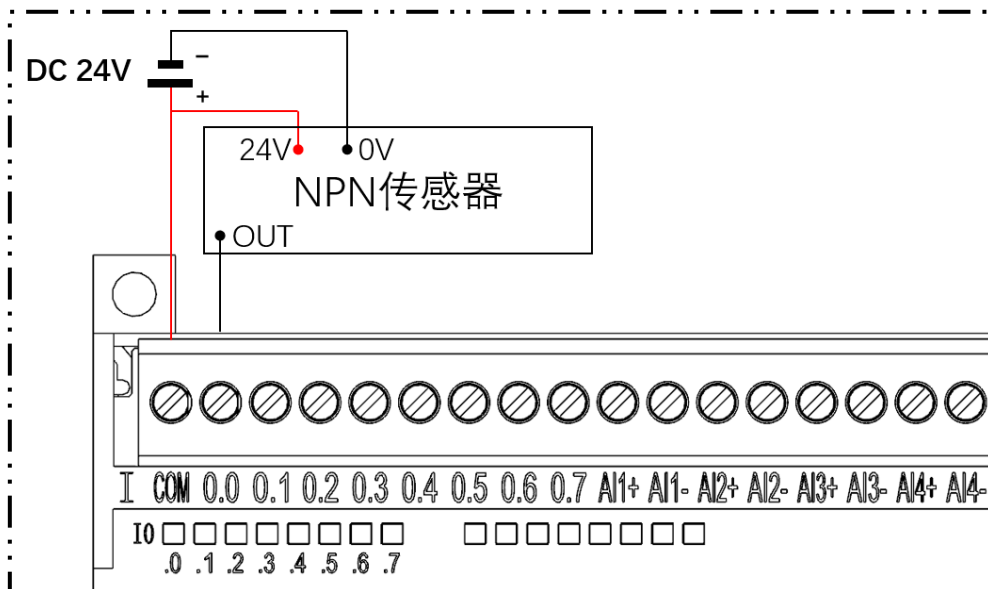 −
DC 24V
+
24V 0V
NPN传感器
OUT
I COM 0.0 0.1 0.2 0.3 0.4 0.5 0.6 0.7 AI1+ AI1- AI2+ AI2- AI3+ AI3- AI4+ AI4-
I0
.0 .1 .2 .3 .4 .5 .6 .7